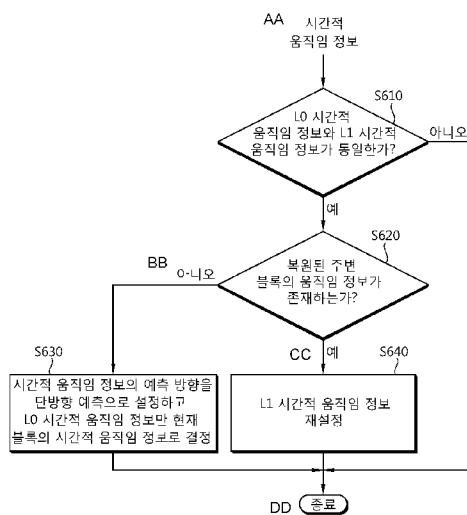 AA
시간적
움직임 정보
S610
L0 시간적
움직임 정보와 L1 시간적
움직임 정보가 동일한가?
아니오
예
S620
BB
아니오
복원된 주변
블록의 움직임 정보가
존재하는가?
CC
예
S630
시간적 움직임 정보의 예측 방향을
단방향 예측으로 설정하고
L0 시간적 움직임 정보만 현재
블록의 시간적 움직임 정보로 결정
S640
L1 시간적 움직임 정보
재설정
DD
종료